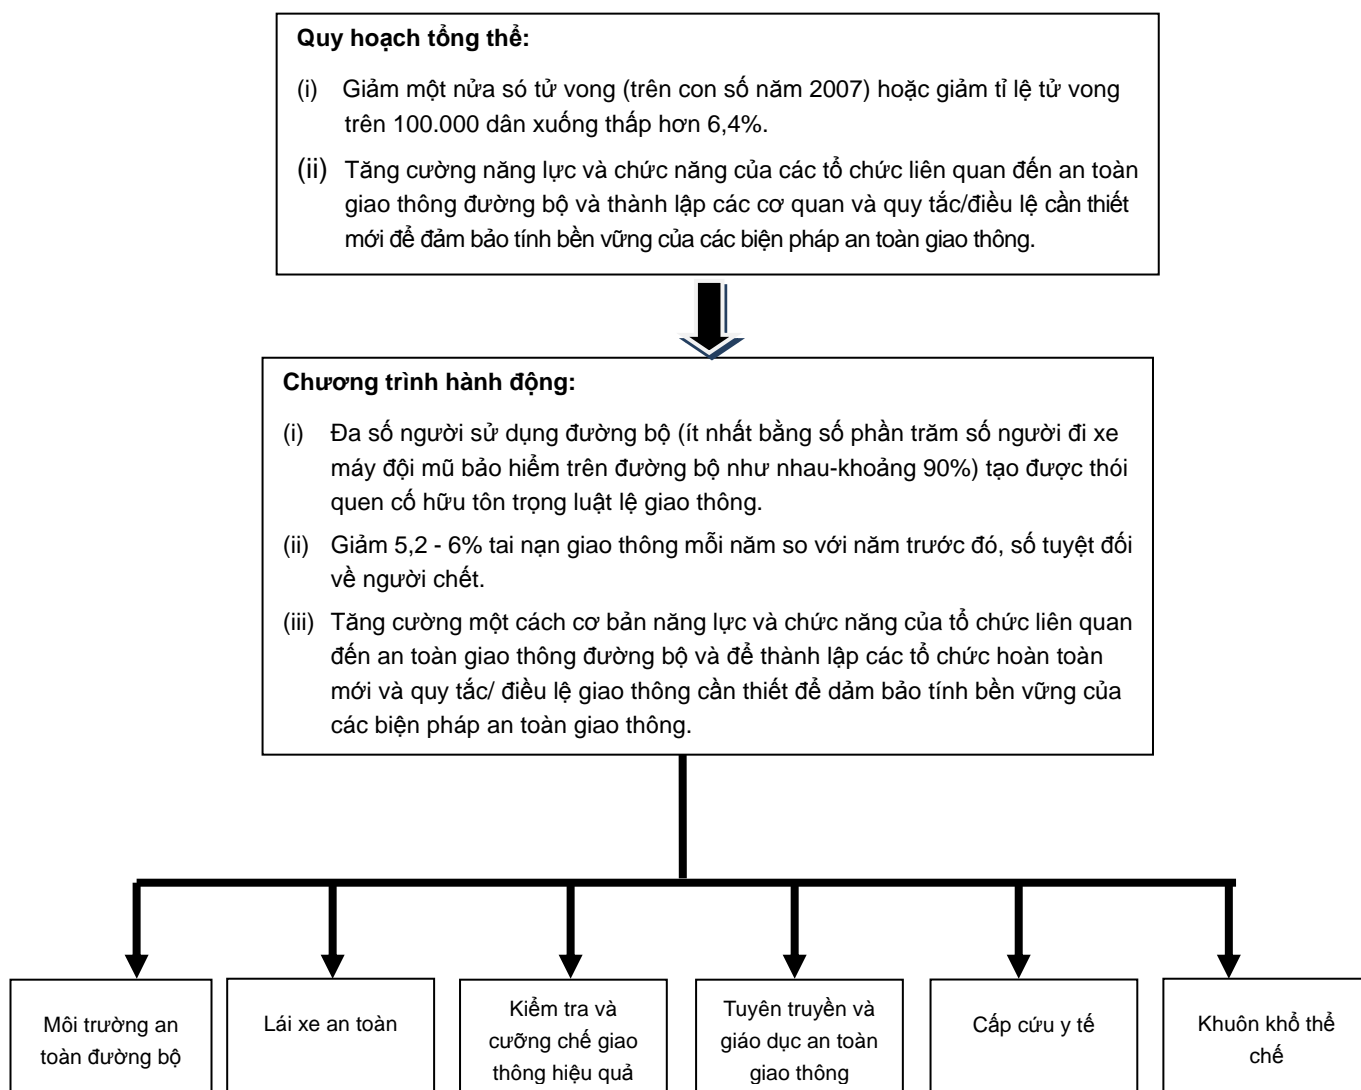 Quy hoạch tổng thể:
(i) Giảm một nửa só tử vong (trên con số năm 2007) hoặc giảm tỉ lệ tử vong
trên 100.000 dân xuống thấp hơn 6,4%.
(ii) Tăng cường năng lực và chức năng của các tổ chức liên quan đến an toàn
giao thông đường bộ và thành lập các cơ quan và quy tắc/điều lệ cần thiết
mới để đảm bảo tính bền vững của các biện pháp an toàn giao thông.
Chương trình hành động:
(i) Đa số người sử dụng đường bộ (ít nhất bằng số phần trăm số người đi xe
máy đội mũ bảo hiểm trên đường bộ như nhau-khoảng 90%) tạo được thói
quen cố hữu tôn trọng luật lệ giao thông.
(ii) Giảm 5,2 - 6% tai nạn giao thông mỗi năm so với năm trước đó, số tuyệt đối
về người chết.
(iii) Tăng cường một cách cơ bản năng lực và chức năng của tổ chức liên quan
đến an toàn giao thông đường bộ và để thành lập các tổ chức hoàn toàn
mới và quy tắc/ điều lệ giao thông cần thiết để dảm bảo tính bền vững của
các biện pháp an toàn giao thông.
Môi trường an
toàn đường bộ
Lái xe an toàn
Kiểm tra và
cưỡng chế giao
thông hiệu quả
Tuyên truyền và
giáo dục an toàn
giao thông
Cấp cứu y tế
Khuôn khổ thể
chế